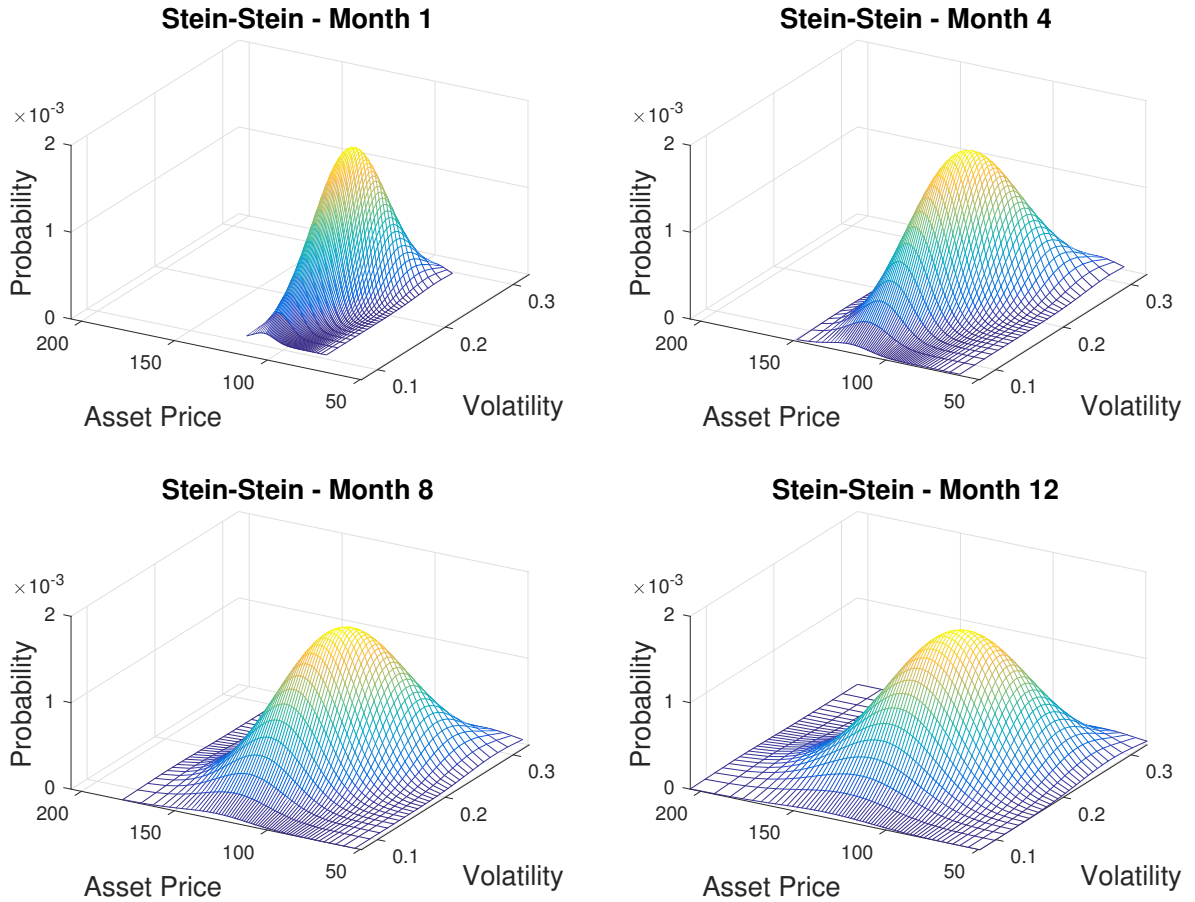 Stein-Stein - Month 1
×10⁻³
2
1
0
Probability
200
150
100
50
Asset Price
0.1
0.2
0.3
Volatility
Stein-Stein - Month 4
×10⁻³
2
1
0
Probability
200
150
100
50
Asset Price
0.1
0.2
0.3
Volatility
Stein-Stein - Month 8
×10⁻³
2
1
0
Probability
200
150
100
50
Asset Price
0.1
0.2
0.3
Volatility
Stein-Stein - Month 12
×10⁻³
2
1
0
Probability
200
150
100
50
Asset Price
0.1
0.2
0.3
Volatility